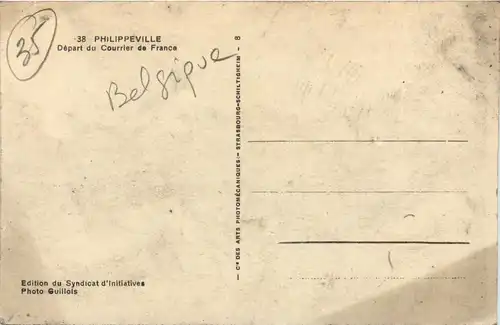 35
38 PHILIPPEVILLE
Départ du Courrier de France
Belgique
— Cie DES ARTS PHOTOMÉCANIQUES — STRASBOURG-SCHILTIGHEIM — 8
Edition du Syndicat d'Initiatives
Photo Guillois